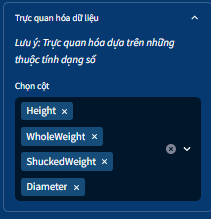 Trực quan hóa dữ liệu
Lưu ý: Trực quan hóa dựa trên những
thuộc tính dạng số
Chọn cột
Height
WholeWeight
ShuckedWeight
Diameter